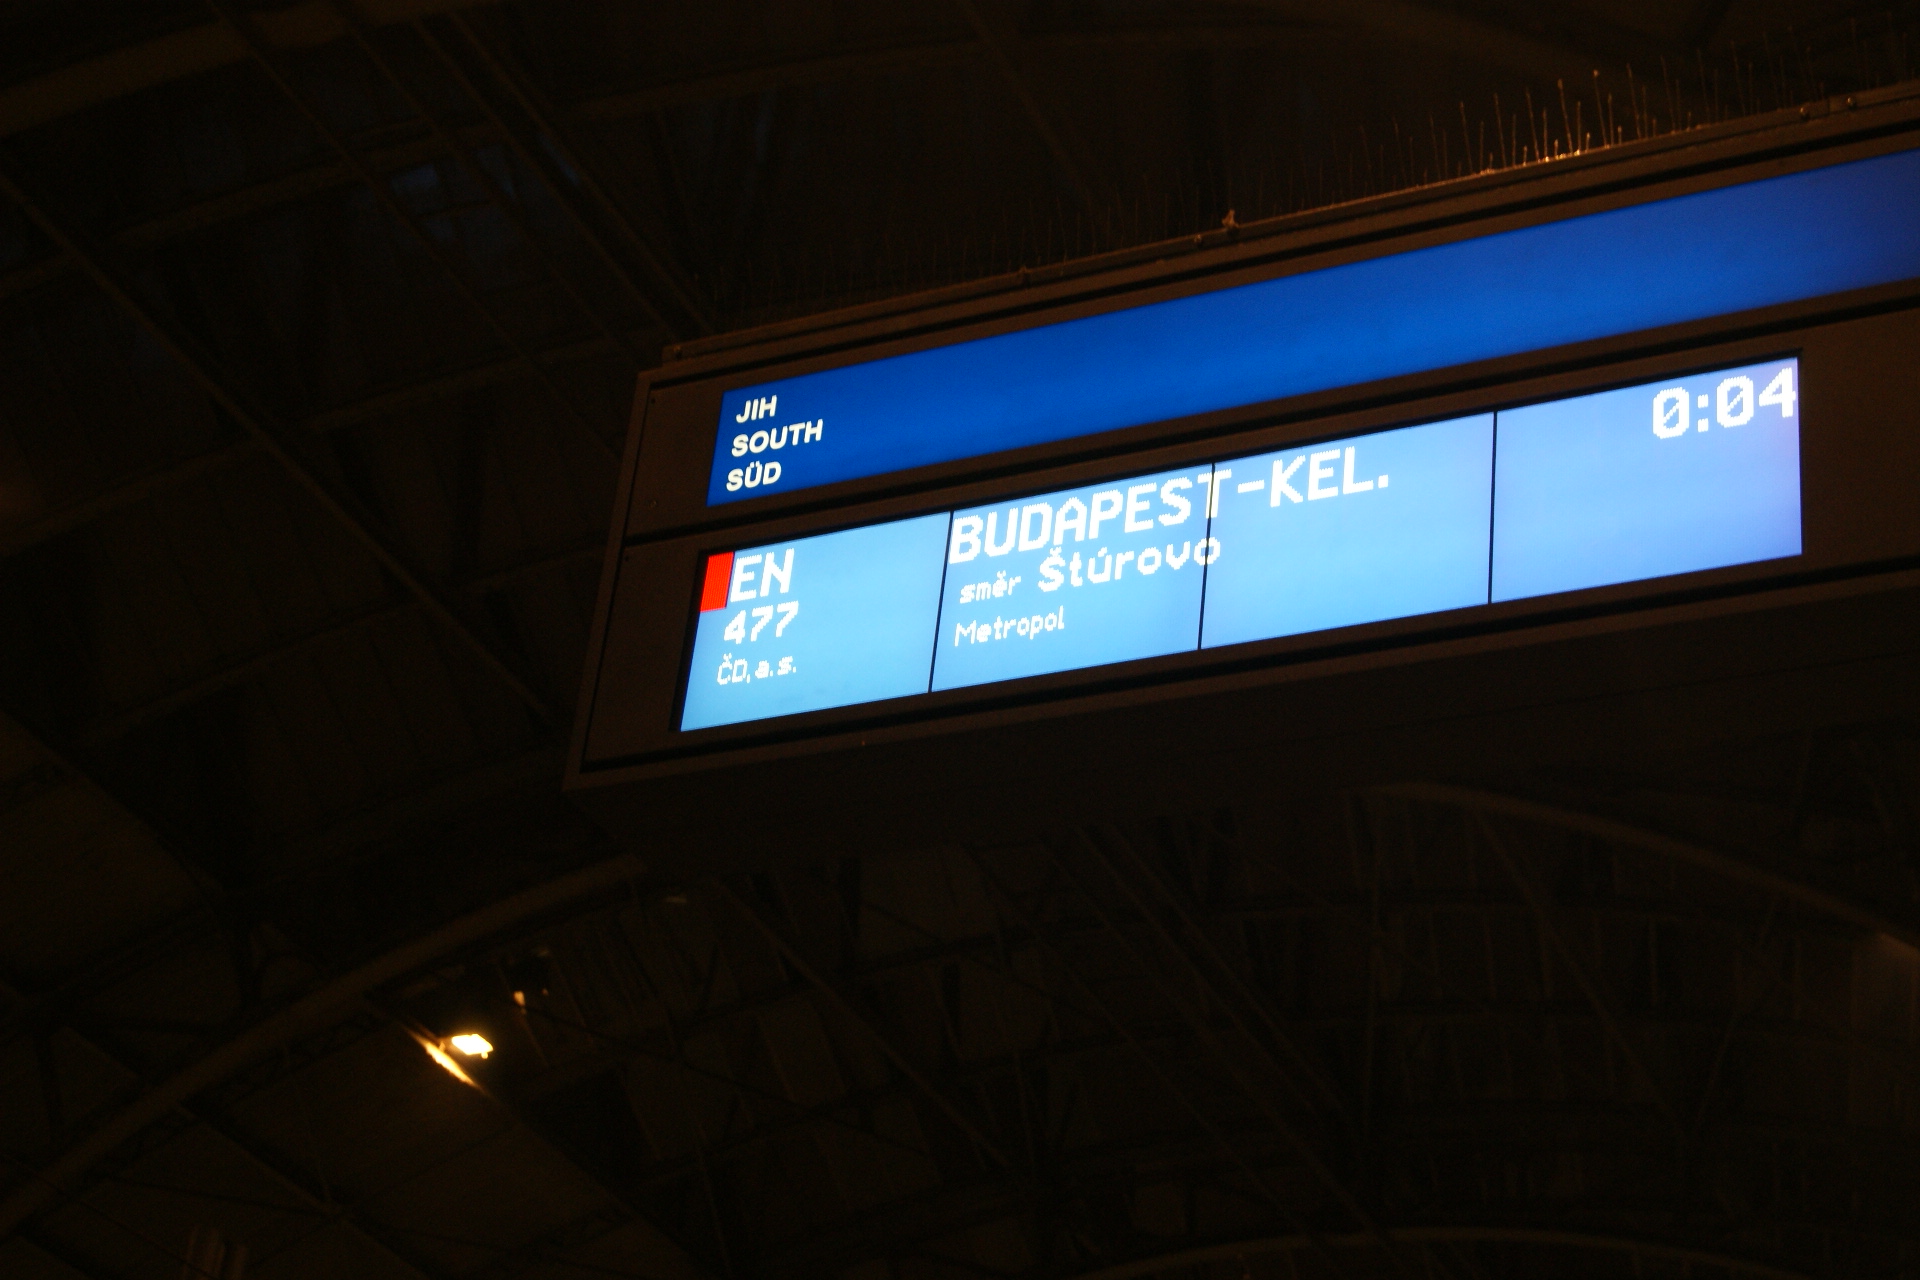 JIH
SOUTH
SÜD
EN
477
ČD,a.s.
BUDAPEST-KEL.
směr Štúrovo
Metropol
0:04